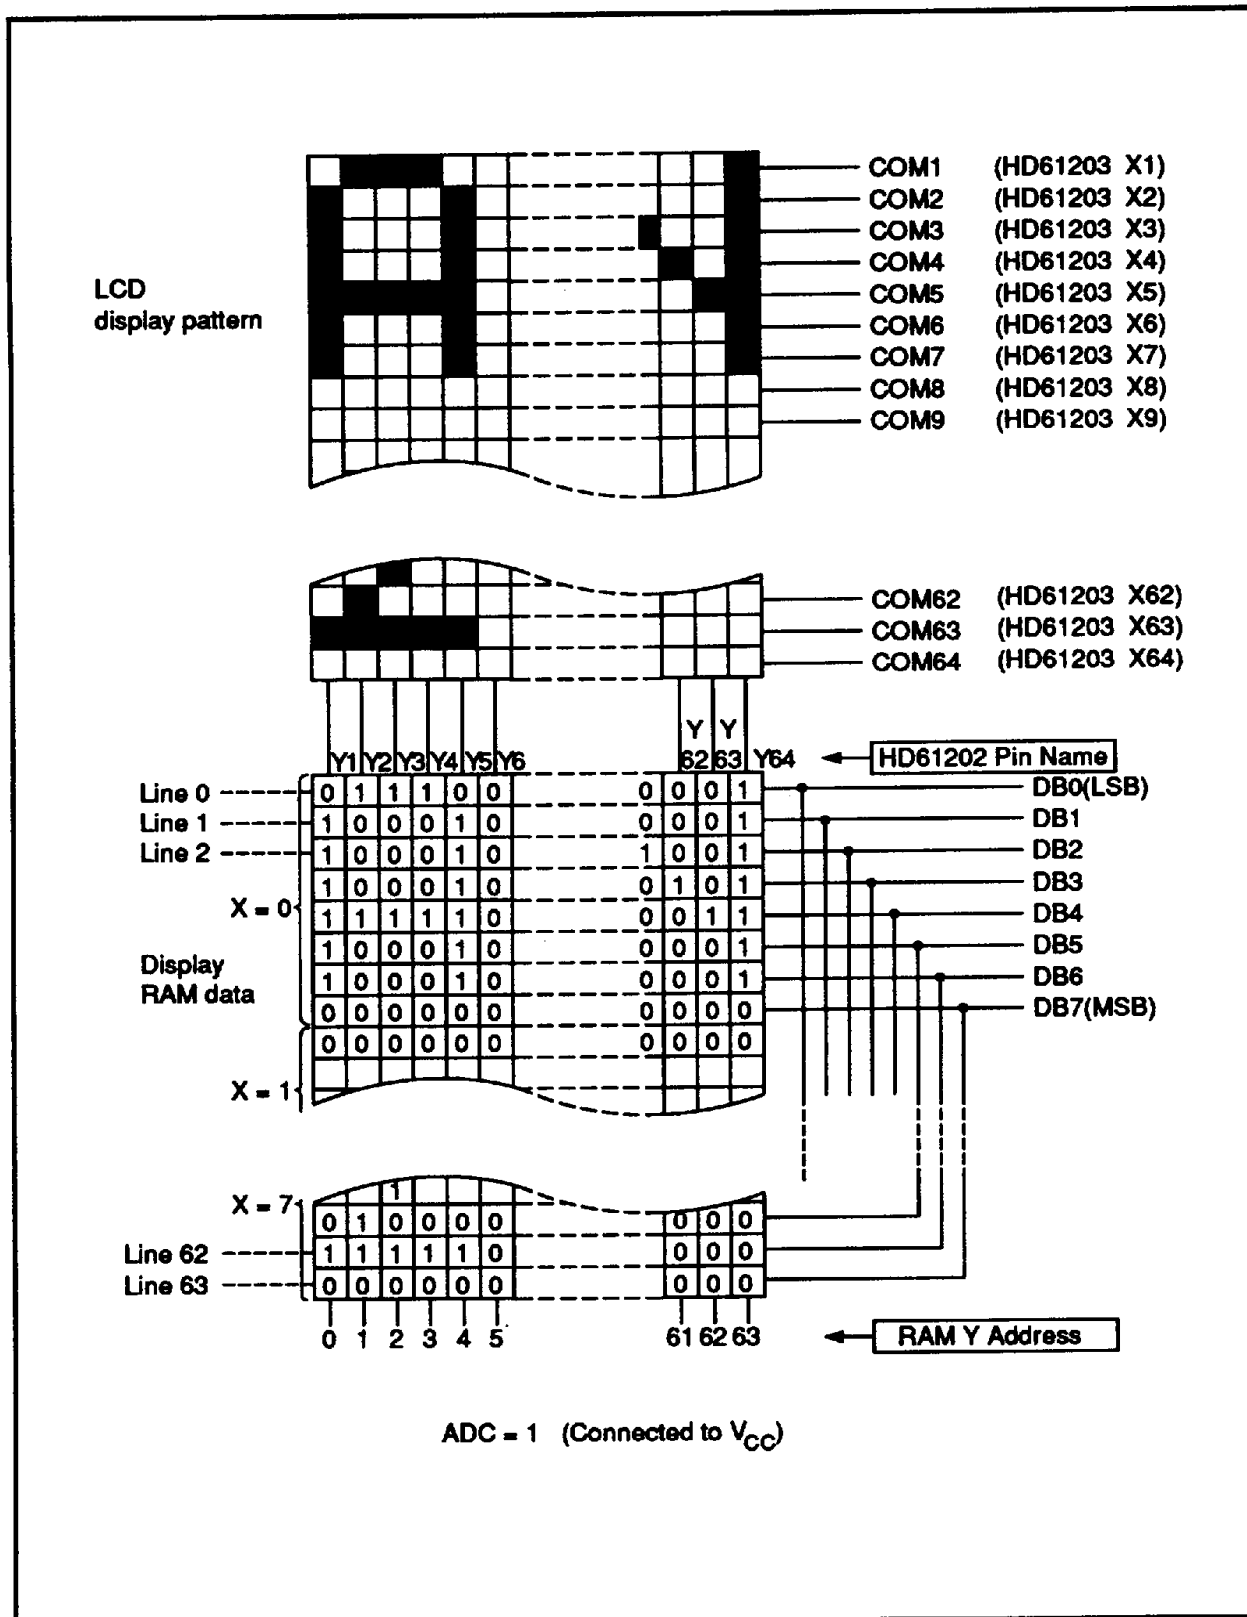 COM1 (HD61203 X1)
COM2 (HD61203 X2)
COM3 (HD61203 X3)
COM4 (HD61203 X4)
LCD
display pattern
COM5 (HD61203 X5)
COM6 (HD61203 X6)
COM7 (HD61203 X7)
COM8 (HD61203 X8)
COM9 (HD61203 X9)
COM62 (HD61203 X62)
COM63 (HD61203 X63)
COM64 (HD61203 X64)
Y Y
Y1 Y2 Y3 Y4 Y5 Y6 62 63 Y64 HD61202 Pin Name
Line 0 0 1 1 1 0 0 0 0 0 1 DB0(LSB)
Line 1 1 0 0 0 1 0 0 0 0 1 DB1
Line 2 1 0 0 0 1 0 1 0 0 1 DB2
1 0 0 0 1 0 0 1 0 1 DB3
X = 0 1 1 1 1 1 0 0 0 1 1 DB4
1 0 0 0 1 0 0 0 0 1 DB5
Display
RAM data
1 0 0 0 1 0 0 0 0 1 DB6
0 0 0 0 0 0 0 0 0 0 DB7(MSB)
0 0 0 0 0 0 0 0 0 0
X = 1
X = 7 1
0 1 0 0 0 0 0 0 0
Line 62 1 1 1 1 1 0 0 0 0
Line 63 0 0 0 0 0 0 0 0 0
0 1 2 3 4 5 61 62 63 RAM Y Address
ADC = 1 (Connected to VCC)